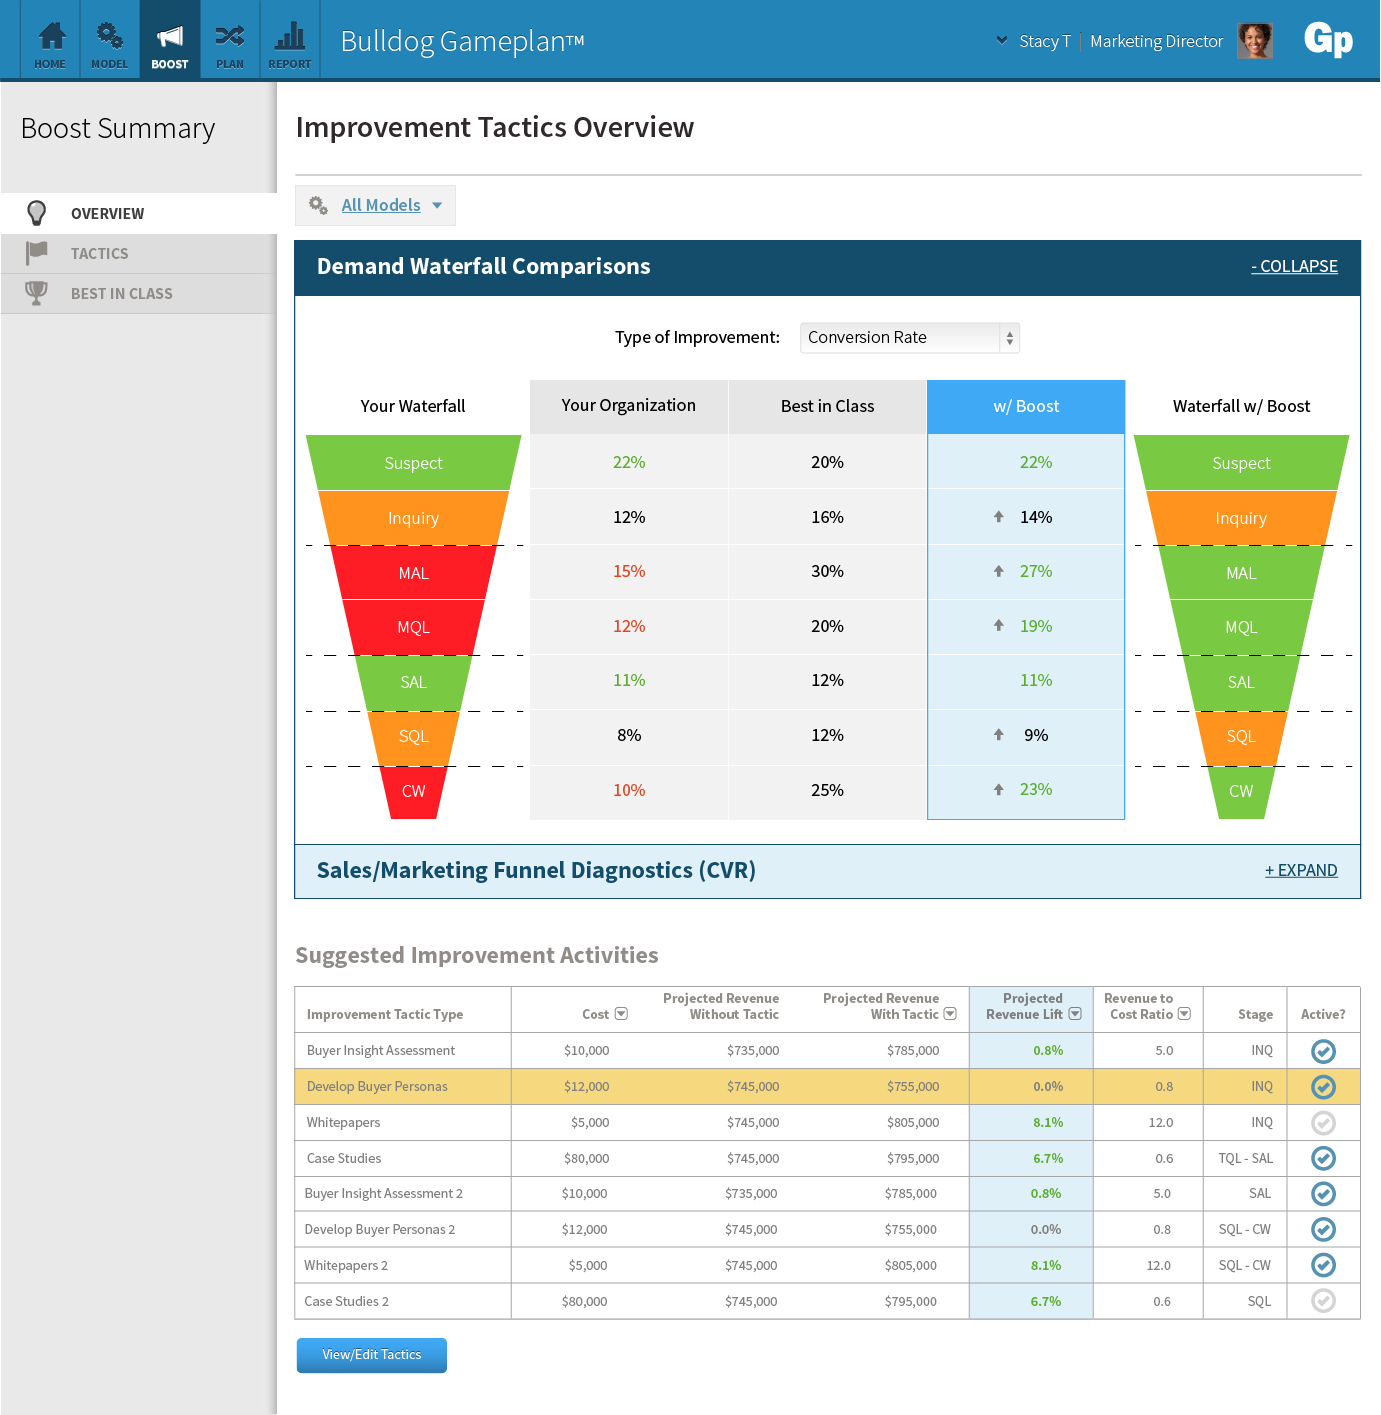 HOME MODEL BOOST PLAN REPORT
Bulldog Gameplan™
Stacy T | Marketing Director
Gp
Boost Summary
OVERVIEW
TACTICS
BEST IN CLASS
Improvement Tactics Overview
All Models
Demand Waterfall Comparisons - COLLAPSE
Type of Improvement: Conversion Rate
Your Waterfall Your Organization Best in Class w/ Boost Waterfall w/ Boost
Suspect 22% 20% 22% Suspect
Inquiry 12% 16% 14% Inquiry
MAL 15% 30% 27% MAL
MQL 12% 20% 19% MQL
SAL 11% 12% 11% SAL
SQL 8% 12% 9% SQL
CW 10% 25% 23% CW
Sales/Marketing Funnel Diagnostics (CVR) + EXPAND
Suggested Improvement Activities
Projected Revenue Projected Revenue Projected Revenue to
Improvement Tactic Type Cost Without Tactic With Tactic Revenue Lift Cost Ratio Stage Active?
Buyer Insight Assessment $10,000 $735,000 $785,000 0.8% 5.0 INQ
Develop Buyer Personas $12,000 $745,000 $755,000 0.0% 0.8 INQ
Whitepapers $5,000 $745,000 $805,000 8.1% 12.0 INQ
Case Studies $80,000 $745,000 $795,000 6.7% 0.6 TQL - SAL
Buyer Insight Assessment 2 $10,000 $735,000 $785,000 0.8% 5.0 SAL
Develop Buyer Personas 2 $12,000 $745,000 $755,000 0.0% 0.8 SQL - CW
Whitepapers 2 $5,000 $745,000 $805,000 8.1% 12.0 SQL - CW
Case Studies 2 $80,000 $745,000 $795,000 6.7% 0.6 SQL
View/Edit Tactics